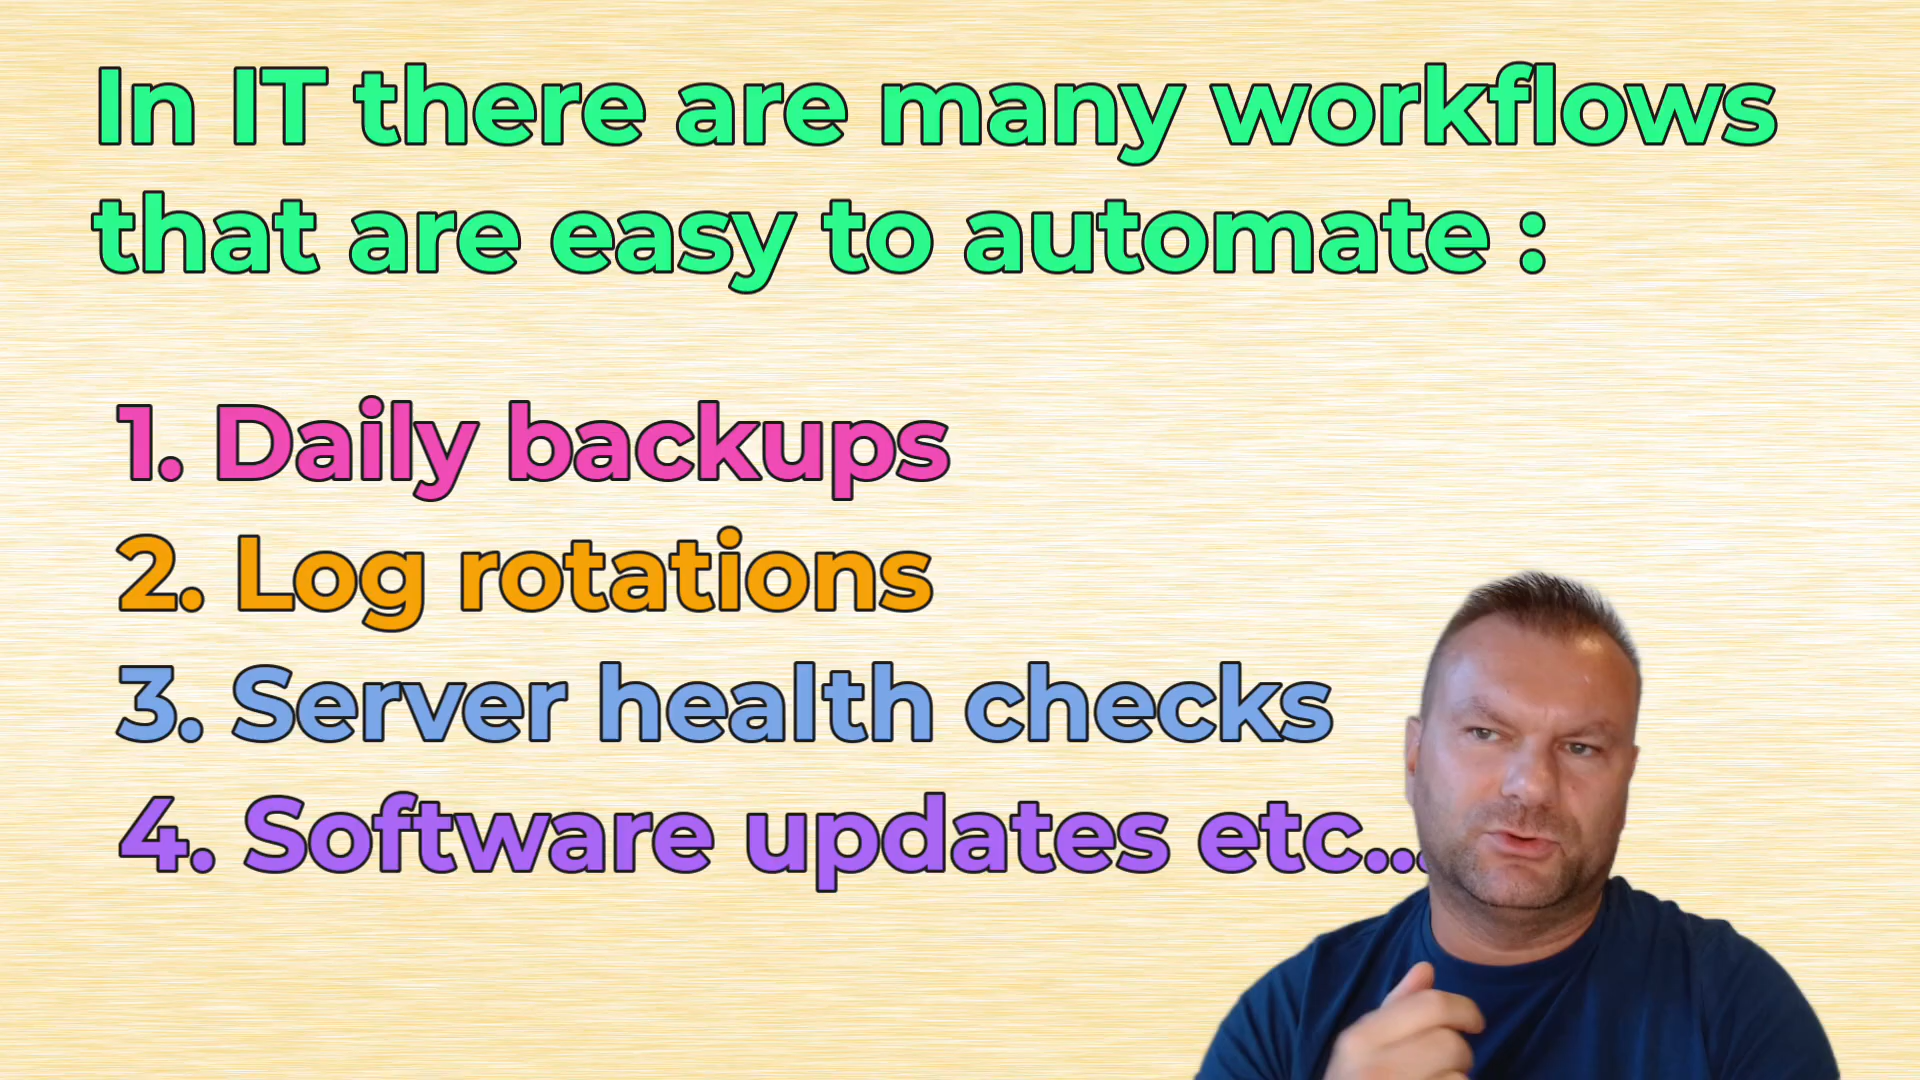 In IT there are many workflows
that are easy to automate :
1. Daily backups
2. Log rotations
3. Server health checks
4. Software updates etc...